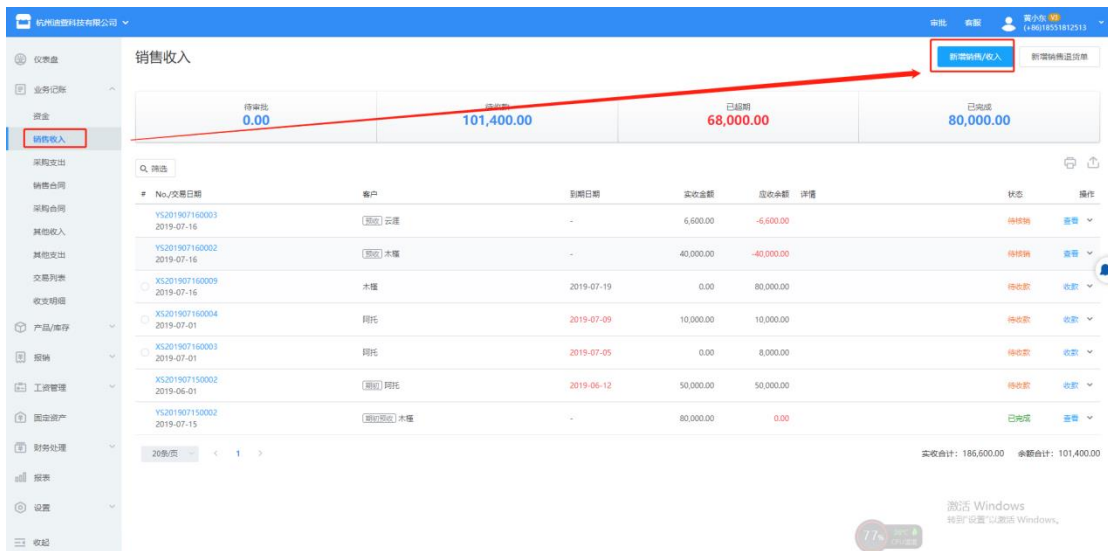 杭州迪普科技有限公司
审批 客服 黄小东 V3
(+86)18551812513
仪表盘
业务记账
资金
销售收入
采购支出
销售合同
采购合同
其他收入
其他支出
交易列表
收支明细
产品/库存
报销
工资管理
固定资产
财务处理
报表
设置
收起
销售收入
新增销售/收入 新增销售退货单
待审批 待收款 已超期 已完成
0.00 101,400.00 68,000.00 80,000.00
筛选
# No./交易日期 客户 到期日期 实收金额 应收余额 详情 状态 操作
YS201907160003 预收 云莲 - 6,600.00 -6,600.00 待核销 查看
2019-07-16
YS201907160002 预收 木槿 - 40,000.00 -40,000.00 待核销 查看
2019-07-16
XS201907160009 木槿 2019-07-19 0.00 80,000.00 待收款 收款
2019-07-16
XS201907160004 阿托 2019-07-09 10,000.00 10,000.00 待收款 收款
2019-07-01
XS201907160003 阿托 2019-07-05 0.00 8,000.00 待收款 收款
2019-07-01
XS201907150002 期初 阿托 2019-06-12 50,000.00 50,000.00 待收款 收款
2019-06-01
YS201907150002 期初预收 木槿 - 80,000.00 0.00 已完成 查看
2019-07-15
20条/页 < 1 >
实收合计：186,600.00 余额合计：101,400.00
激活 Windows
转到"设置"以激活 Windows。
77%